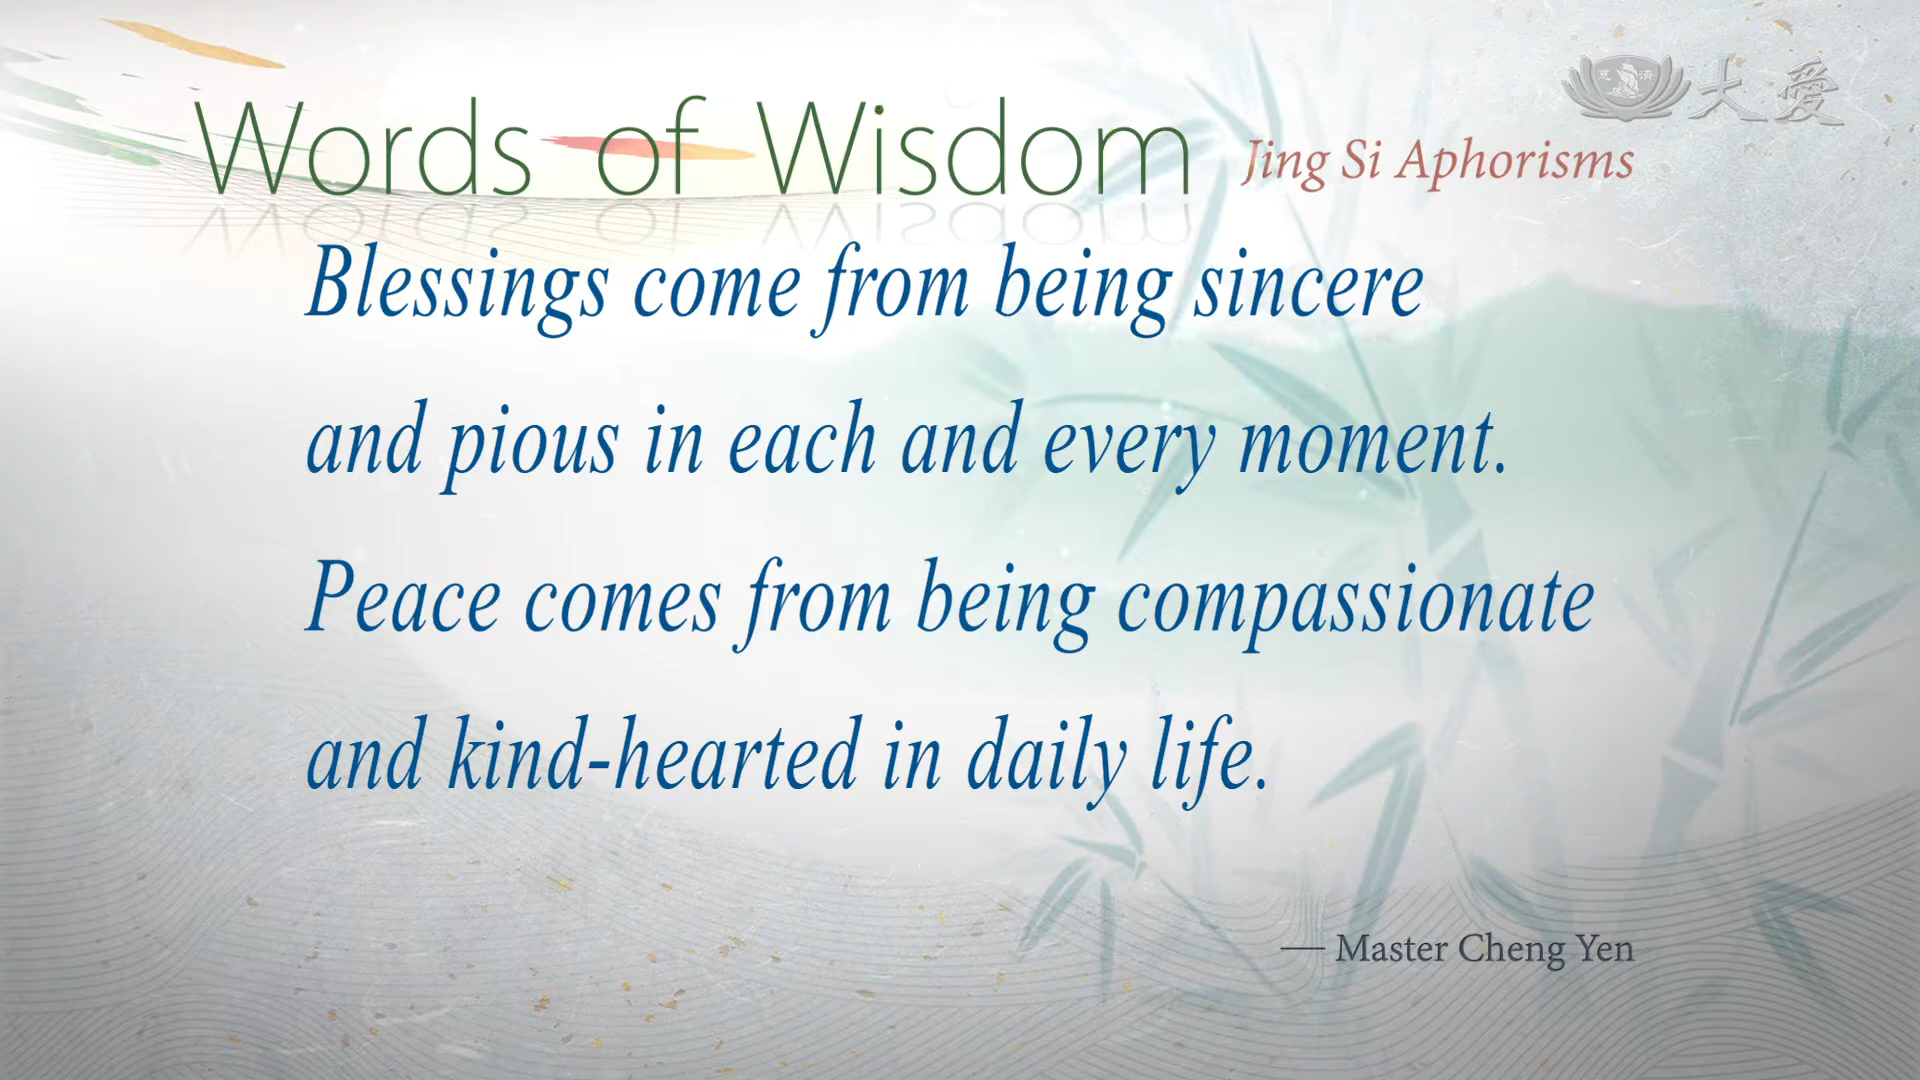 大愛
Words of Wisdom Jing Si Aphorisms
Blessings come from being sincere
and pious in each and every moment.
Peace comes from being compassionate
and kind-hearted in daily life.
— Master Cheng Yen